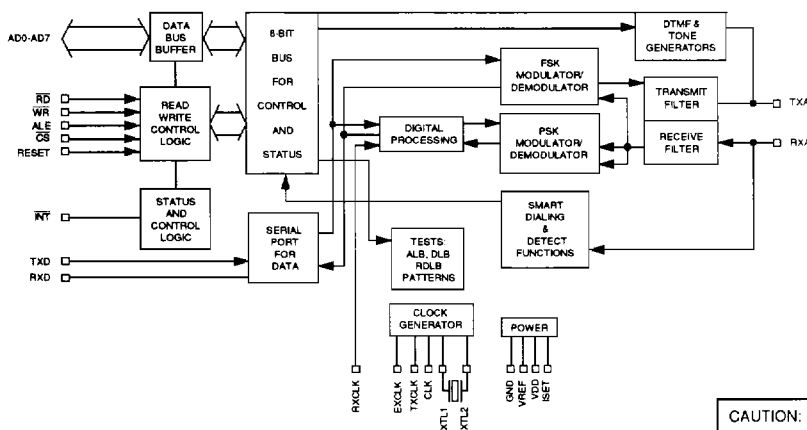 AD0-AD7
DATA
BUS
BUFFER
8-BIT
BUS
FOR
CONTROL
AND
STATUS
DTMF &
TONE
GENERATORS
FSK
MODULATOR/
DEMODULATOR
TRANSMIT
FILTER
TXA
RD
WR
ALE
CS
RESET
READ
WRITE
CONTROL
LOGIC
DIGITAL
PROCESSING
PSK
MODULATOR/
DEMODULATOR
RECEIVE
FILTER
RXA
INT
STATUS
AND
CONTROL
LOGIC
SMART
DIALING
&
DETECT
FUNCTIONS
TXD
RXD
SERIAL
PORT
FOR
DATA
TESTS:
ALB, DLB
RDLB
PATTERNS
CLOCK
GENERATOR
POWER
RXCLK
EXCLK
TXCLK
CLK
XTL1
XTL2
GND
VREF
VDD
ISET
CAUTION: